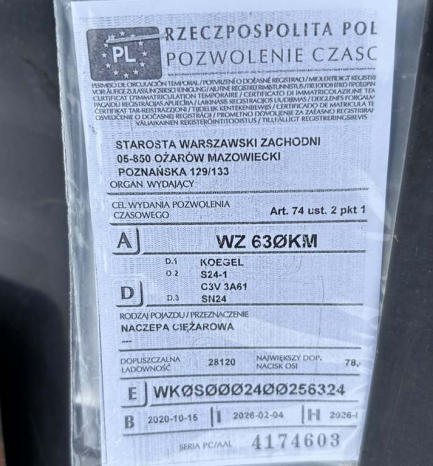 RZECZPOSPOLITA POL
PL
POZWOLENIE CZASO
STAROSTA WARSZAWSKI ZACHODNI
05-850 OŻARÓW MAZOWIECKI
POZNAŃSKA 129/133
ORGAN WYDAJĄCY
CEL WYDANIA POZWOLENIA
CZASOWEGO
Art. 74 ust. 2 pkt 1
A WZ 63ØKM
D.1 KOEGEL
D.2 S24-1
D C3V 3A61
D.3 SN24
RODZAJ POJAZDU / PRZEZNACZENIE
NACZEPA CIĘŻAROWA
---
DOPUSZCZALNA
ŁADOWNOŚĆ
28120
NAJWIĘKSZY DOP.
NACISK OSI
78,
E WKØSØØØ24ØØ256324
B 2020-10-15 I 2026-02-04 H 2026-
SERIA PC/AAL 4174603